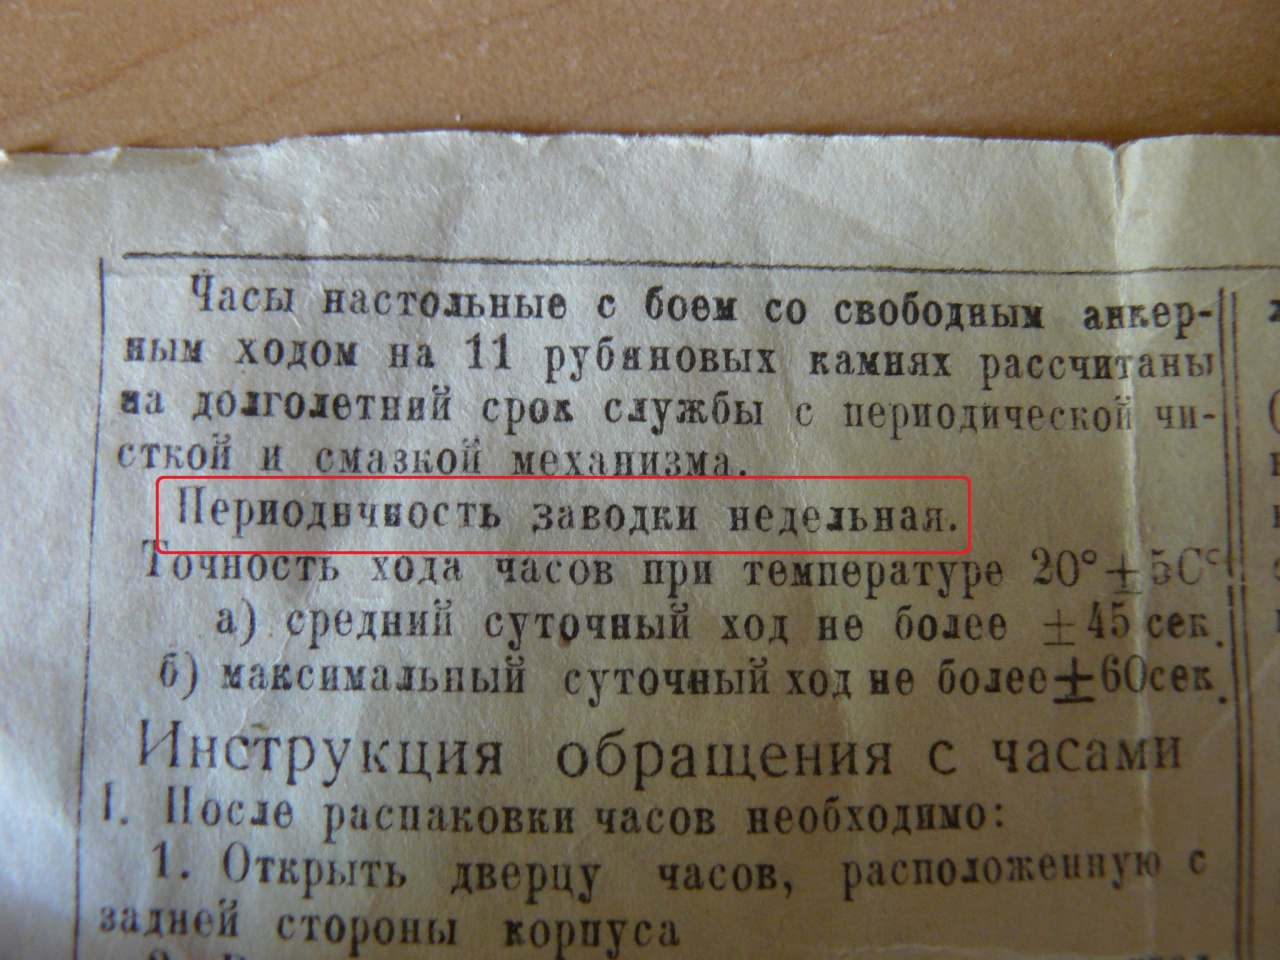 Часы настольные с боем со свободным анкер-
ным ходом на 11 рубиновых камнях рассчитаны
на долголетний срок службы с периодической чи-
сткой и смазкой механизма.
Периодичность заводки недельная.
Точность хода часов при температуре 20°±5С°
а) средний суточный ход не более ±45 сек.
б) максимальный суточный ход не более±60сек.
Инструкция обращения с часами
I. После распаковки часов необходимо:
1. Открыть дверцу часов, расположенную с
задней стороны корпуса